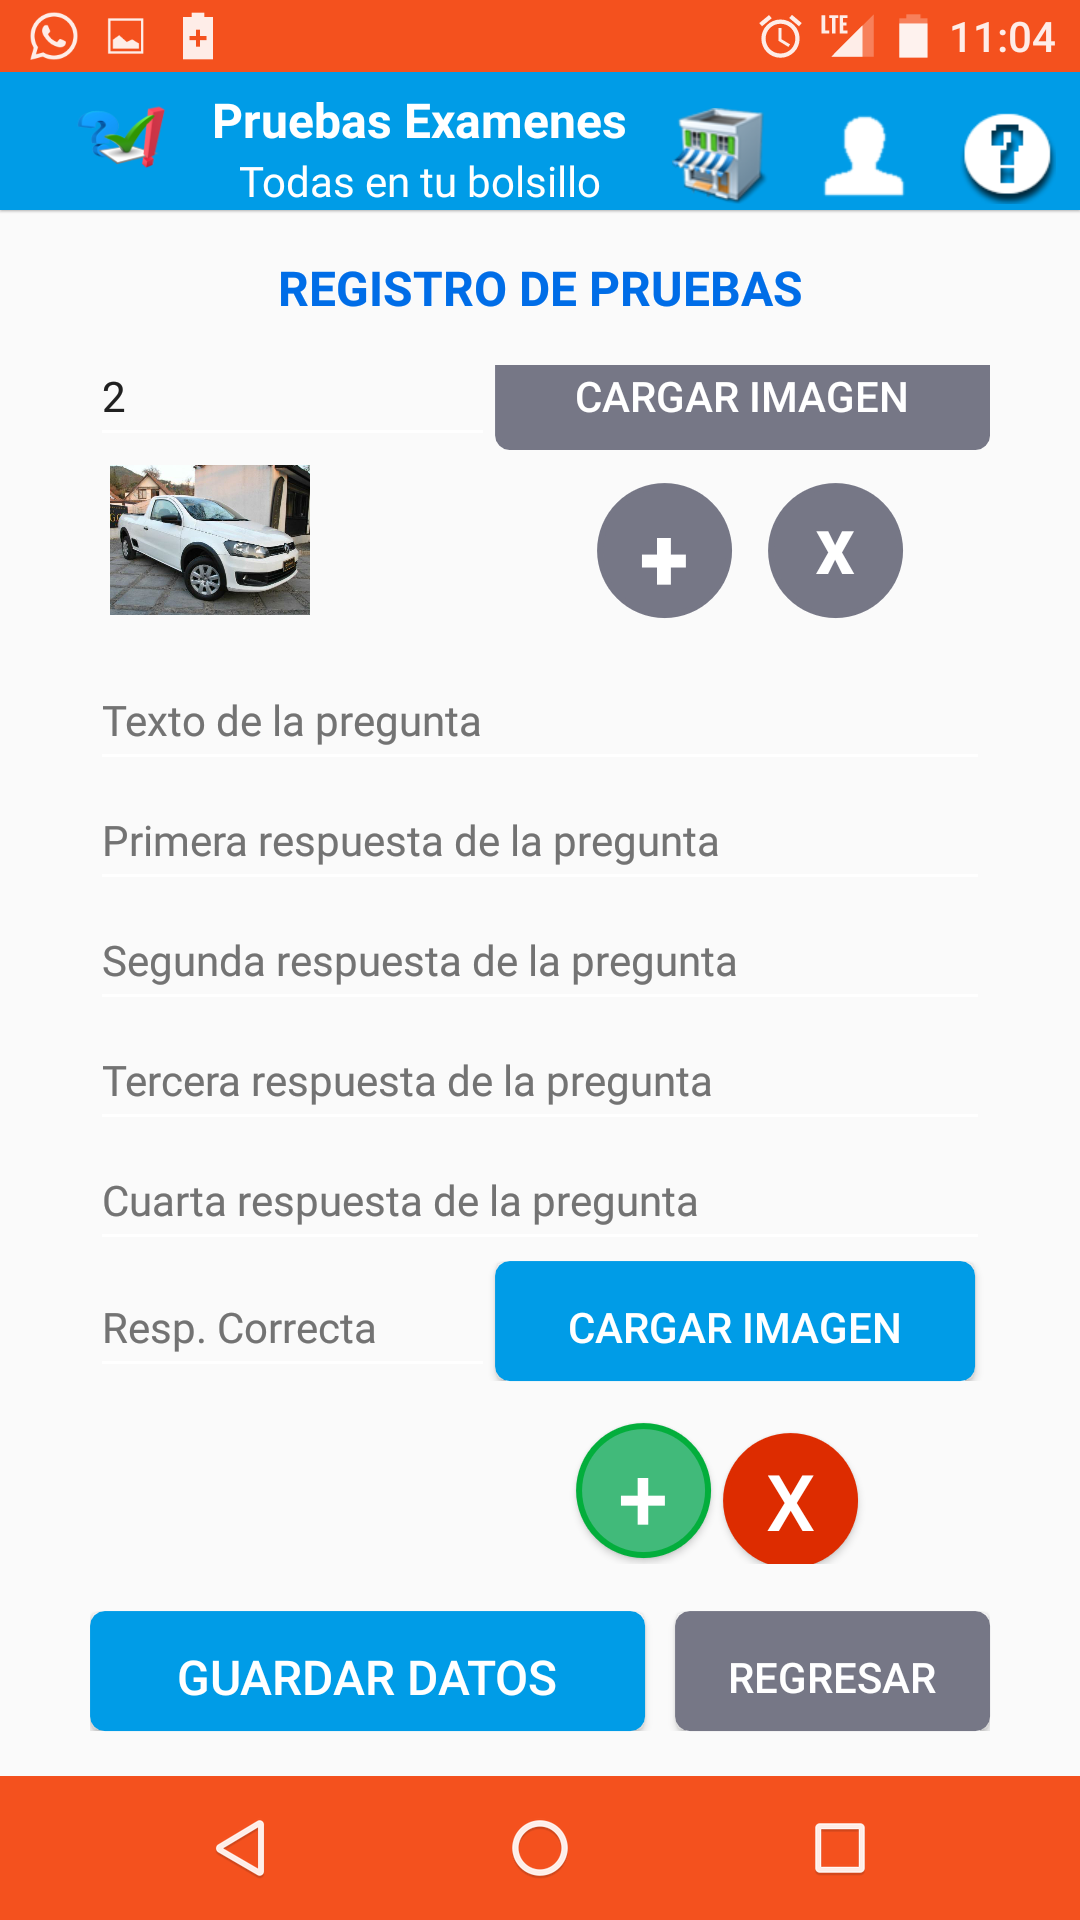 LTE 11:04
Pruebas Examenes
Todas en tu bolsillo
REGISTRO DE PRUEBAS
2 CARGAR IMAGEN
+ X
Texto de la pregunta
Primera respuesta de la pregunta
Segunda respuesta de la pregunta
Tercera respuesta de la pregunta
Cuarta respuesta de la pregunta
Resp. Correcta CARGAR IMAGEN
+ X
GUARDAR DATOS REGRESAR